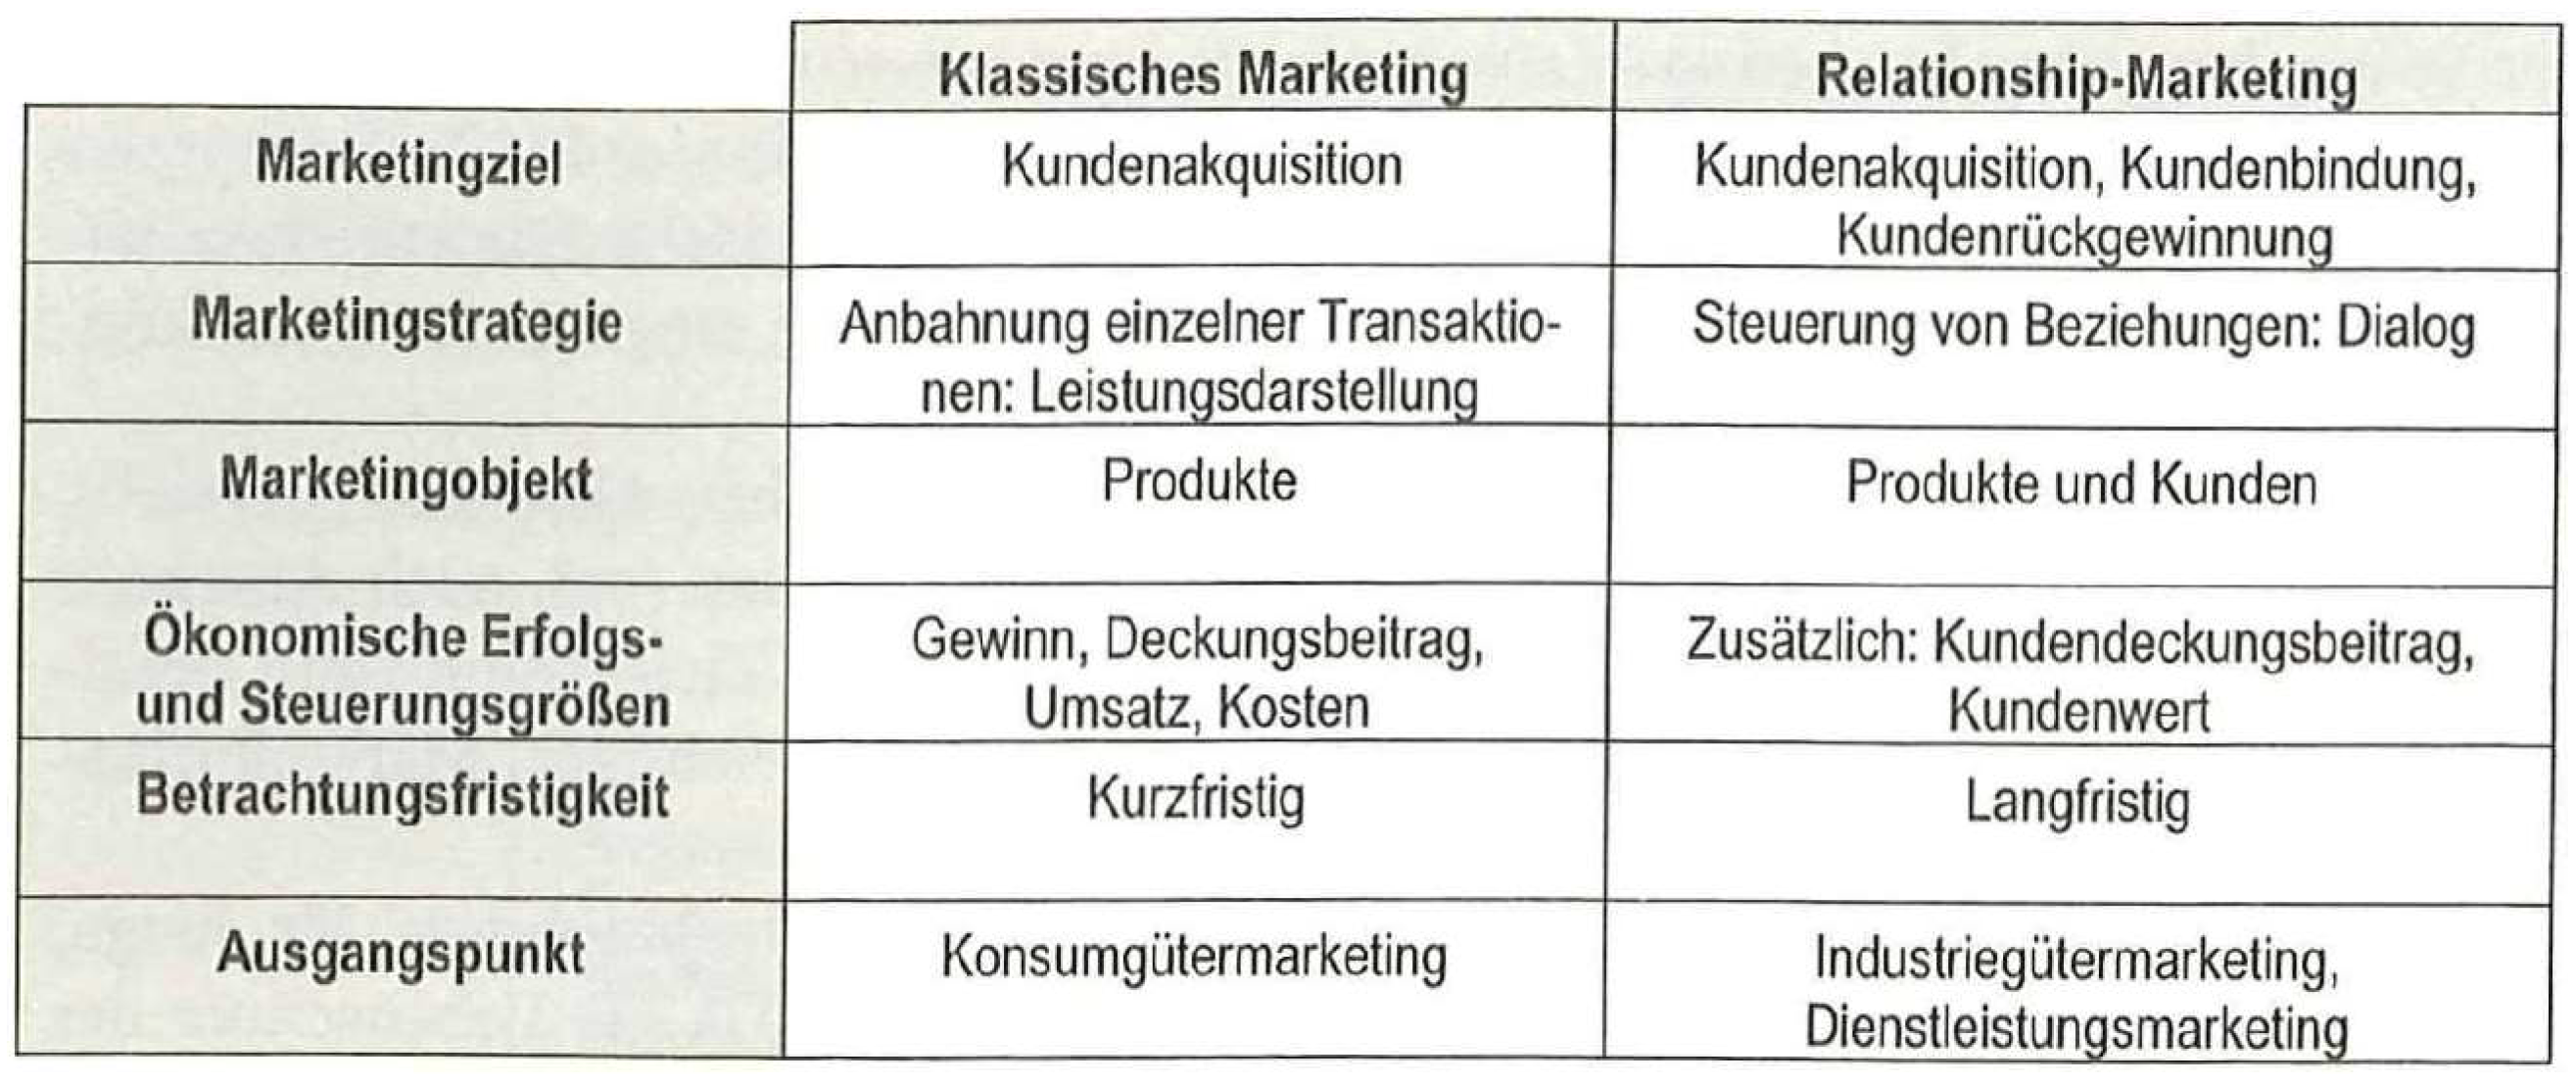 Klassisches Marketing
Relationship-Marketing
Marketingziel
Kundenakquisition
Kundenakquisition, Kundenbindung,
Kundenrückgewinnung
Marketingstrategie
Anbahnung einzelner Transaktio-
nen: Leistungsdarstellung
Steuerung von Beziehungen: Dialog
Marketingobjekt
Produkte
Produkte und Kunden
Ökonomische Erfolgs-
und Steuerungsgrößen
Gewinn, Deckungsbeitrag,
Umsatz, Kosten
Zusätzlich: Kundendeckungsbeitrag,
Kundenwert
Betrachtungsfristigkeit
Kurzfristig
Langfristig
Ausgangspunkt
Konsumgütermarketing
Industriegütermarketing,
Dienstleistungsmarketing